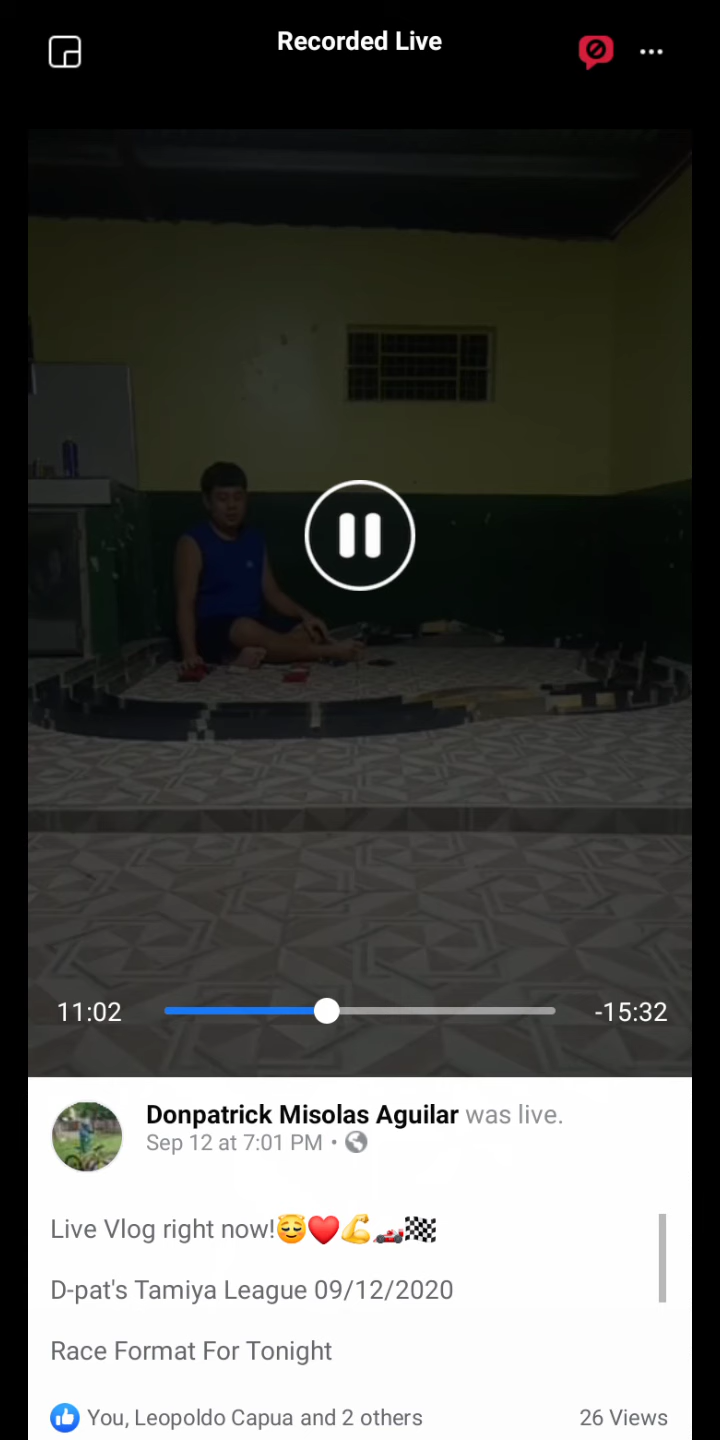 Recorded Live
11:02
-15:32
Donpatrick Misolas Aguilar was live.
Sep 12 at 7:01 PM •
Live Vlog right now!😇❤️💪🏎️🏁
D-pat's Tamiya League 09/12/2020
Race Format For Tonight
You, Leopoldo Capua and 2 others
26 Views